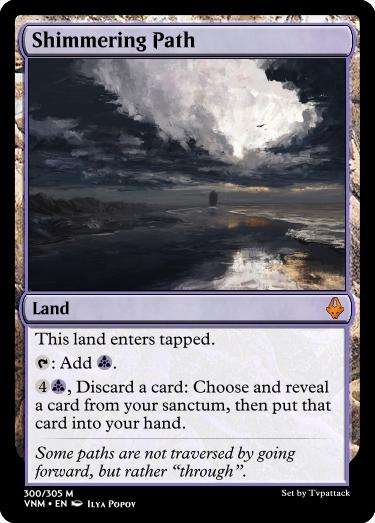 Shimmering Path
Land
This land enters tapped.
: Add .
4 , Discard a card: Choose and reveal
a card from your sanctum, then put that
card into your hand.
Some paths are not traversed by going
forward, but rather “through”.
300/305 M
VNM • EN Ilya Popov
Set by Tvpattack